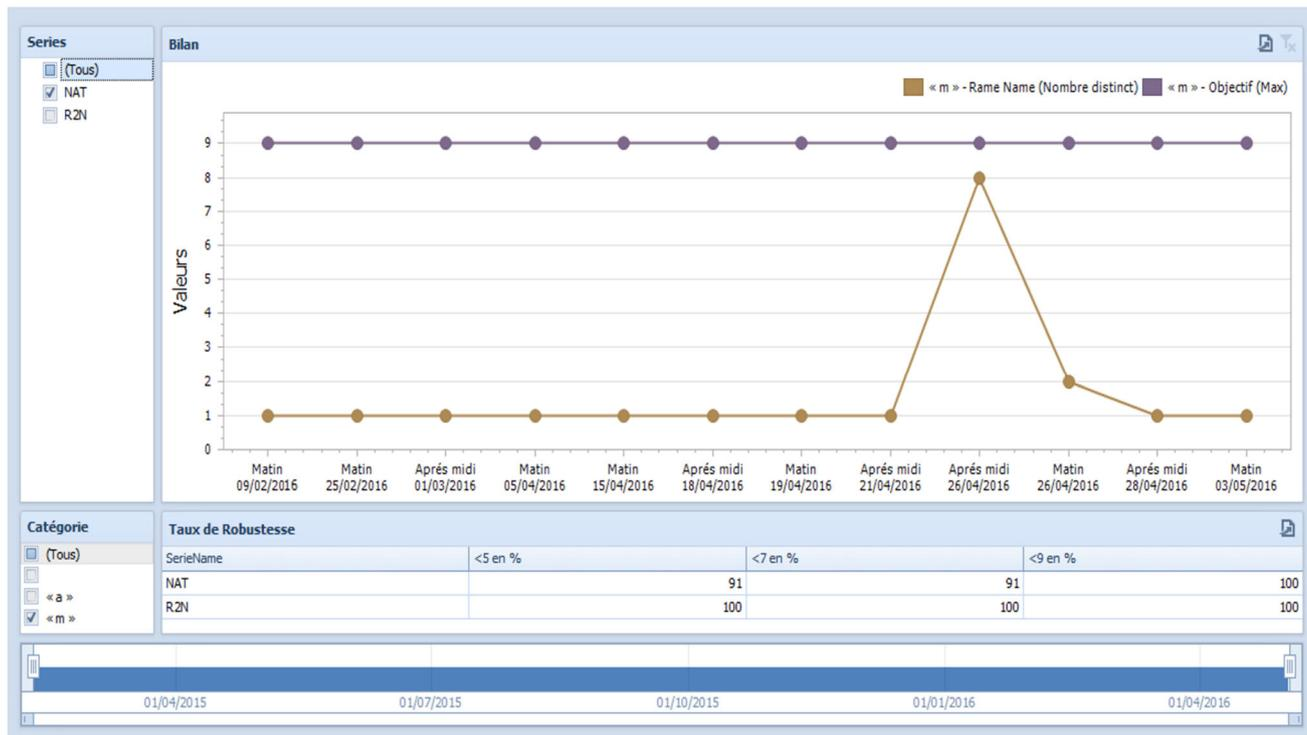 Series
(Tous)
NAT
R2N
Bilan
« m » - Rame Name (Nombre distinct) « m » - Objectif (Max)
Valeurs
9
8
7
6
5
4
3
2
1
0
Matin Matin Aprés midi Matin Matin Aprés midi Matin Aprés midi Aprés midi Matin Aprés midi Matin
09/02/2016 25/02/2016 01/03/2016 05/04/2016 15/04/2016 18/04/2016 19/04/2016 21/04/2016 26/04/2016 26/04/2016 28/04/2016 03/05/2016
Catégorie
(Tous)
« a »
« m »
Taux de Robustesse
SerieName <5 en % <7 en % <9 en %
NAT 91 91 100
R2N 100 100 100
01/04/2015 01/07/2015 01/10/2015 01/01/2016 01/04/2016